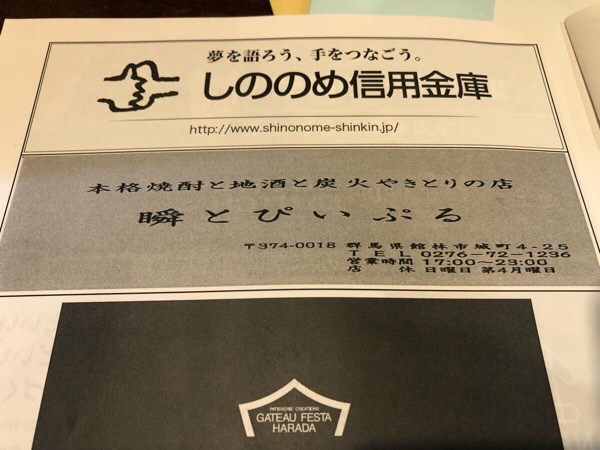 夢を語ろう、手をつなごう。
しののめ信用金庫
http://www.shinonome-shinkin.jp/
本格焼酎と地酒と炭火やきとりの店
瞬とぴいぷる
〒374-0018 群馬県館林市城町4-25
TEL 0276-72-1236
営業時間 17:00~23:00
店 休 日曜日 第4月曜日
PATISSERIE CREATIONS
GATEAU FESTA
HARADA